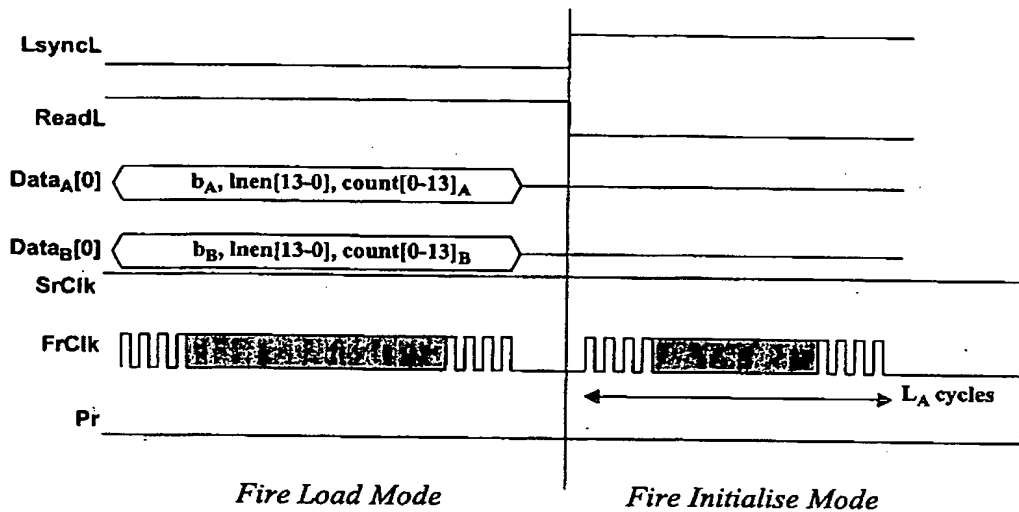 LsyncL
ReadL
DataA[0] bA, lnen[13-0], count[0-13]A
DataB[0] bB, lnen[13-0], count[0-13]B
SrClk
FrClk
LA cycles
Pr
Fire Load Mode Fire Initialise Mode